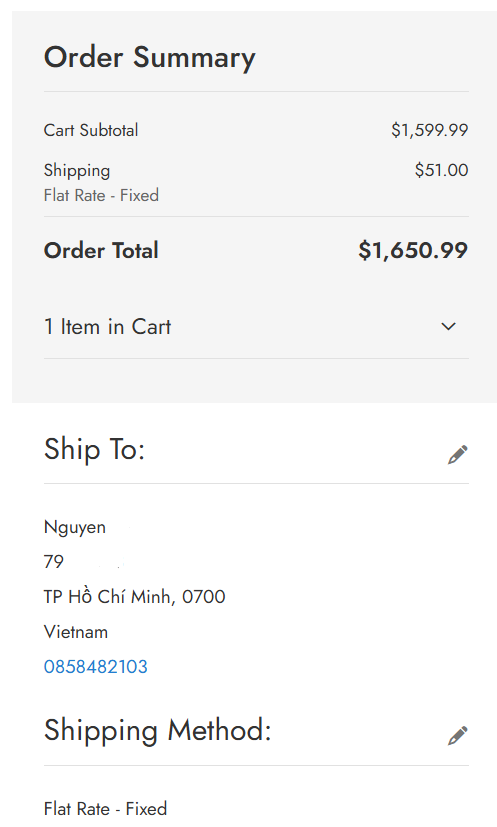 Order Summary
Cart Subtotal $1,599.99
Shipping $51.00
Flat Rate - Fixed
Order Total $1,650.99
1 Item in Cart
Ship To:
Nguyen
79
TP Hồ Chí Minh, 0700
Vietnam
0858482103
Shipping Method:
Flat Rate - Fixed